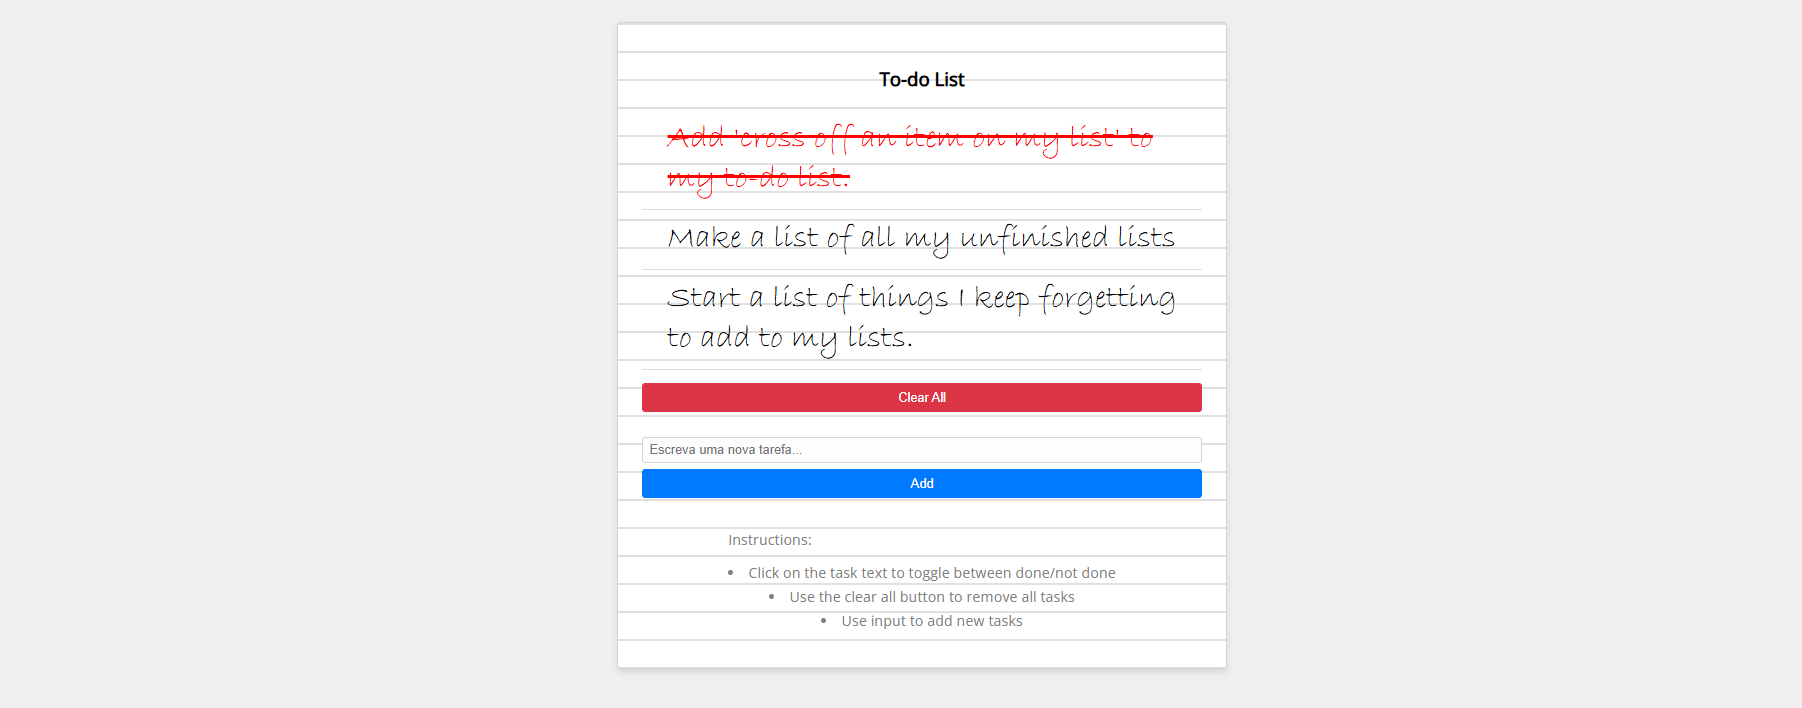 To-do List
Add 'cross off an item on my list' to
my to-do list.
Make a list of all my unfinished lists
Start a list of things I keep forgetting
to add to my lists.
Clear All
Escreva uma nova tarefa...
Add
Instructions:
• Click on the task text to toggle between done/not done
• Use the clear all button to remove all tasks
• Use input to add new tasks